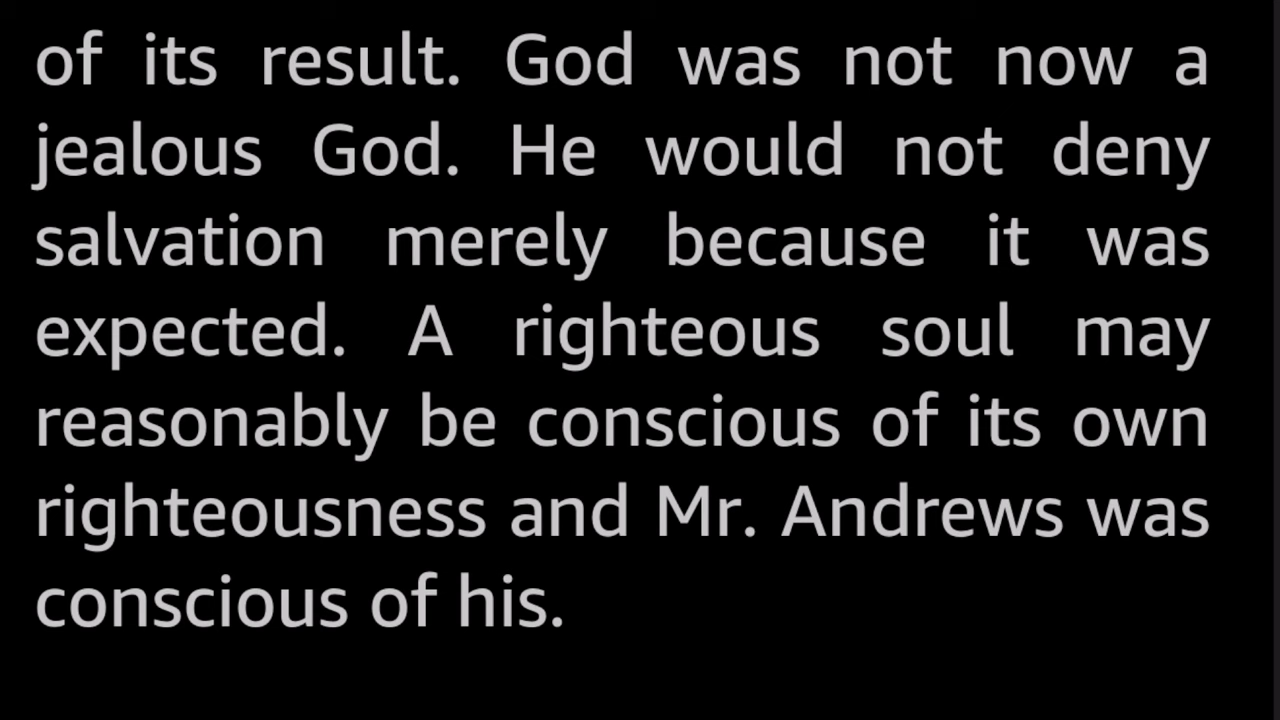 of its result. God was not now a
jealous God. He would not deny
salvation merely because it was
expected. A righteous soul may
reasonably be conscious of its own
righteousness and Mr. Andrews was
conscious of his.